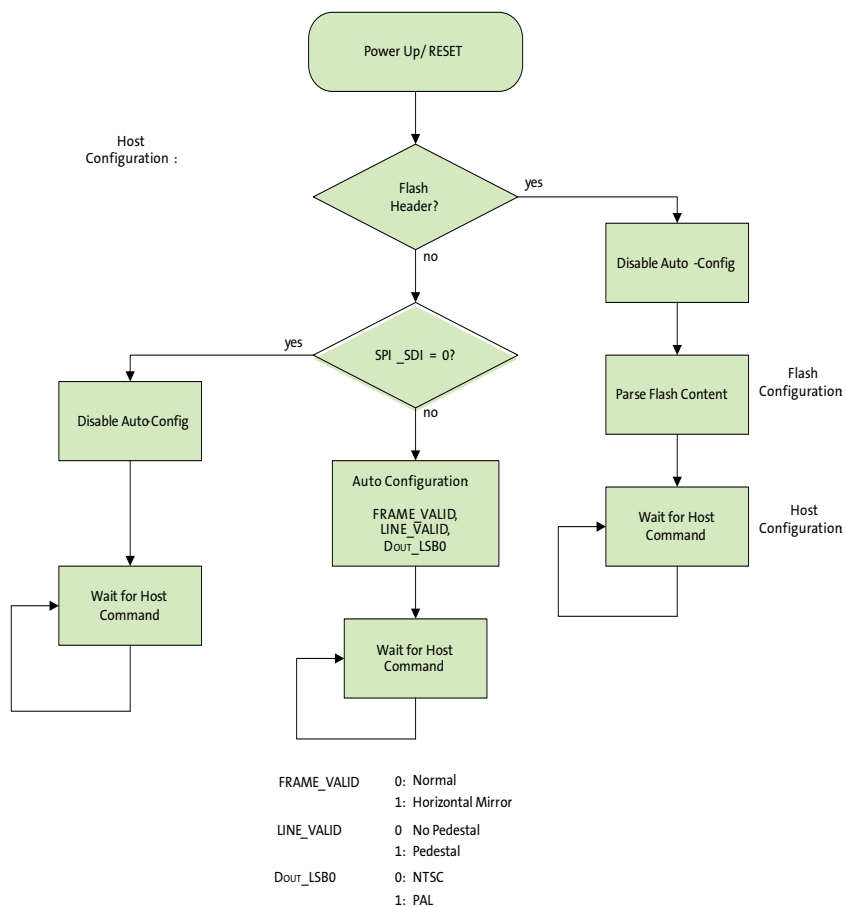 Power Up/ RESET
Host
Configuration :
Flash
Header?
yes
no
Disable Auto -Config
SPI _SDI = 0?
yes
no
Parse Flash Content
Flash
Configuration
Disable Auto-Config
Auto Configuration
FRAME_VALID,
LINE_VALID,
DOUT_LSB0
Wait for Host
Command
Host
Configuration
Wait for Host
Command
Wait for Host
Command
FRAME_VALID 0: Normal
1: Horizontal Mirror
LINE_VALID 0 No Pedestal
1: Pedestal
DOUT_LSB0 0: NTSC
1: PAL